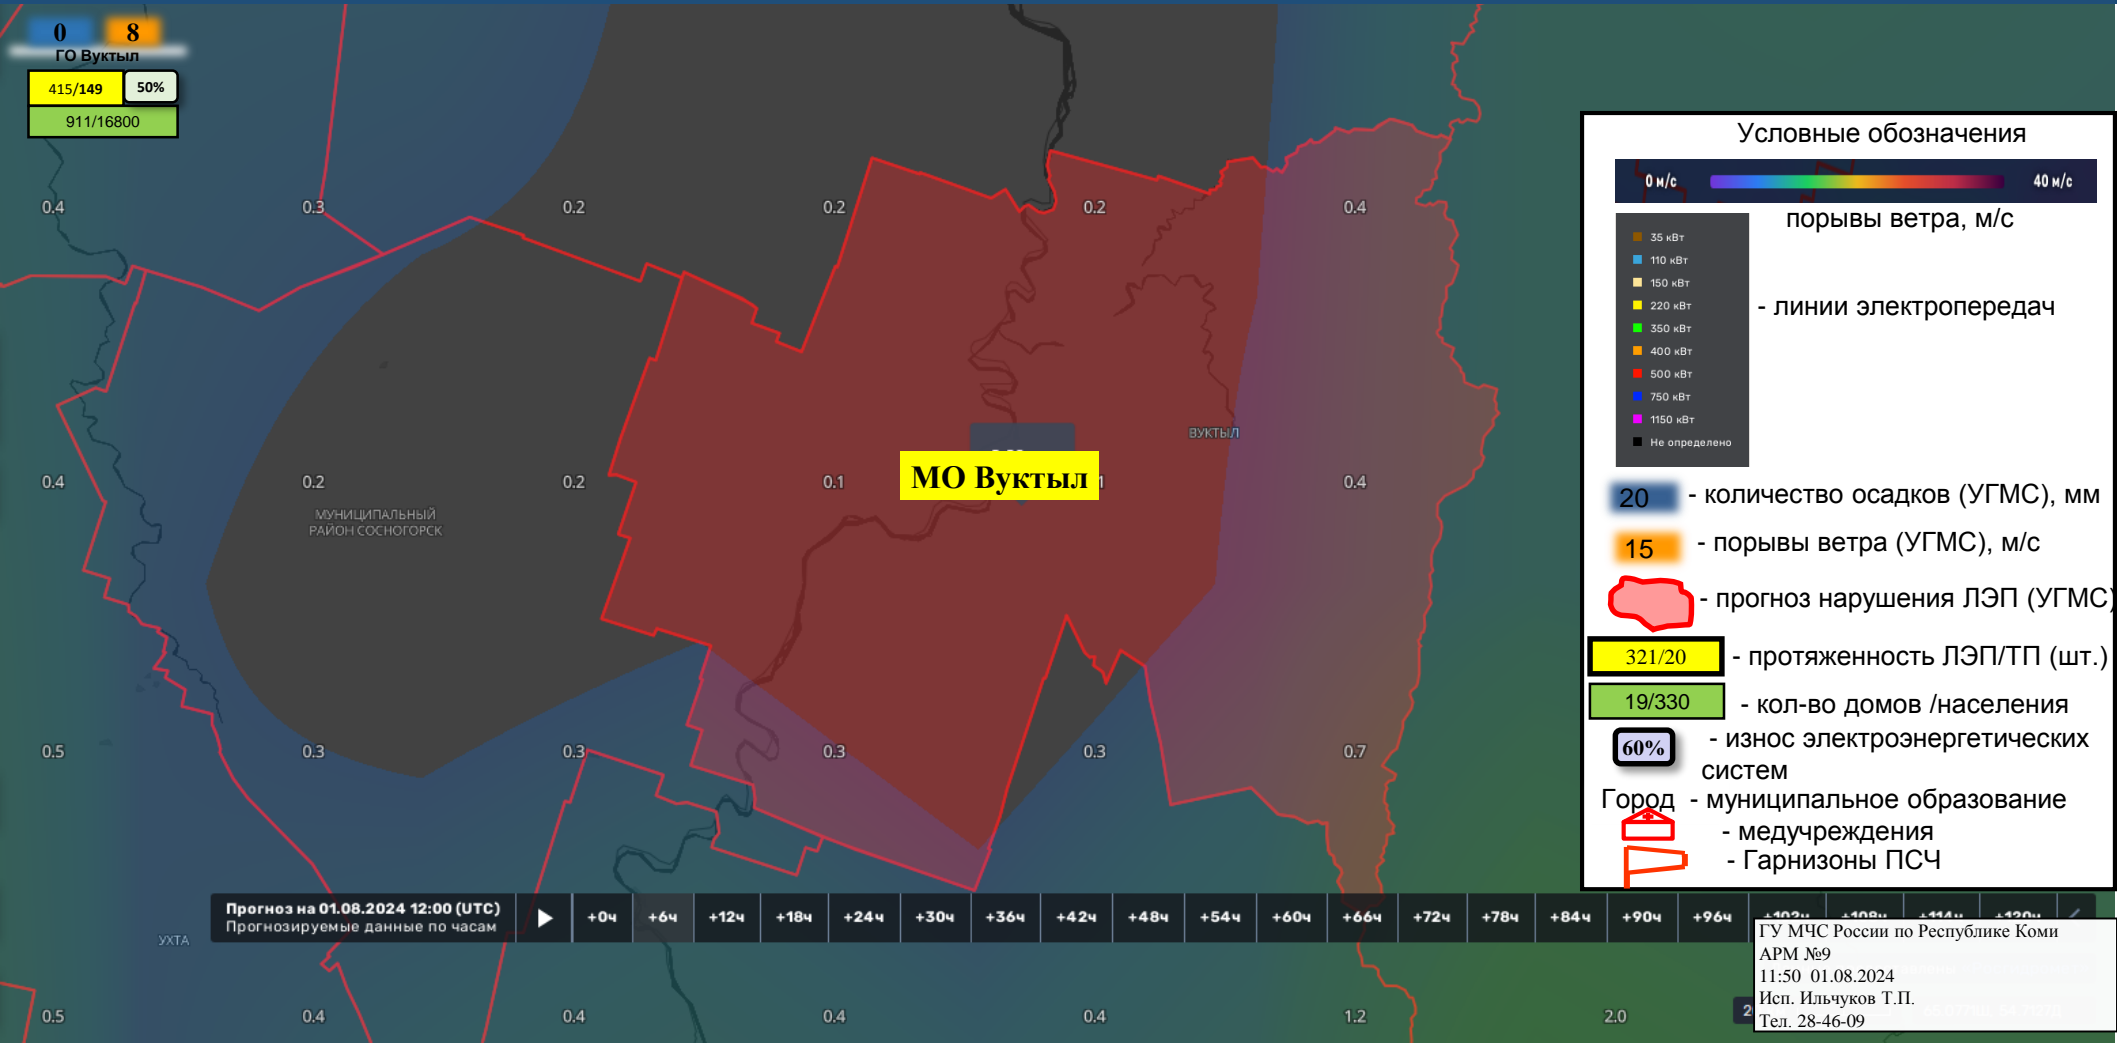 0 8
ГО Вуктыл
415/149 50%
911/16800
Условные обозначения
0 м/с 40 м/с
порывы ветра, м/с
35 кВт
110 кВт
150 кВт
220 кВт
350 кВт
400 кВт
500 кВт
750 кВт
1150 кВт
Не определено
- линии электропередач
20 - количество осадков (УГМС), мм
15 - порывы ветра (УГМС), м/с
- прогноз нарушения ЛЭП (УГМС)
321/20 - протяженность ЛЭП/ТП (шт.)
19/330 - кол-во домов /населения
60% - износ электроэнергетических
систем
Город - муниципальное образование
- медучреждения
- Гарнизоны ПСЧ
0.4 0.3 0.2 0.2 0.2 0.4
ВУКТЫЛ
МО Вуктыл
0.4 0.2 0.2 0.1 0.4
МУНИЦИПАЛЬНЫЙ
РАЙОН СОСНОГОРСК
0.5 0.3 0.3 0.3 0.3 0.7
Прогноз на 01.08.2024 12:00 (UTC)
Прогнозируемые данные по часам
+0ч +6ч +12ч +18ч +24ч +30ч +36ч +42ч +48ч +54ч +60ч +66ч +72ч +78ч +84ч +90ч +96ч +102ч +108ч +114ч +120ч
УХТА
0.5 0.4 0.4 0.4 0.4 1.2 2.0
ГУ МЧС России по Республике Коми
АРМ №9
11:50 01.08.2024
Исп. Ильчуков Т.П.
Тел. 28-46-09